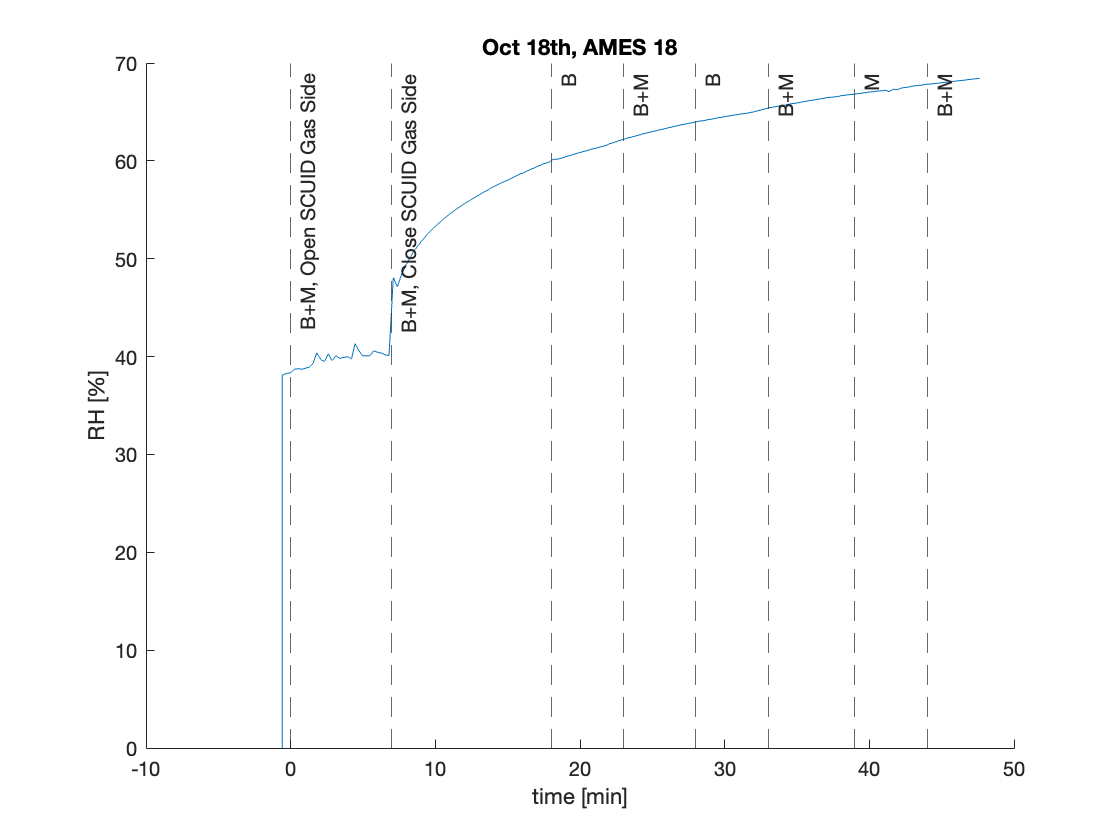 Oct 18th, AMES 18
70
60
50
40
30
20
10
0
RH [%]
B+M, Open SCUID Gas Side
B+M, Close SCUID Gas Side
B
B+M
B
B+M
M
B+M
-10
0
10
20
30
40
50
time [min]